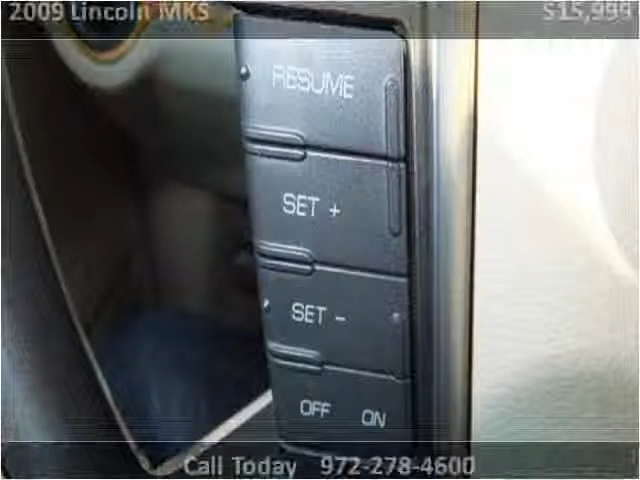 2009 Lincoln MKS $15,999
RESUME
SET +
SET -
OFF ON
Call Today 972-278-4600